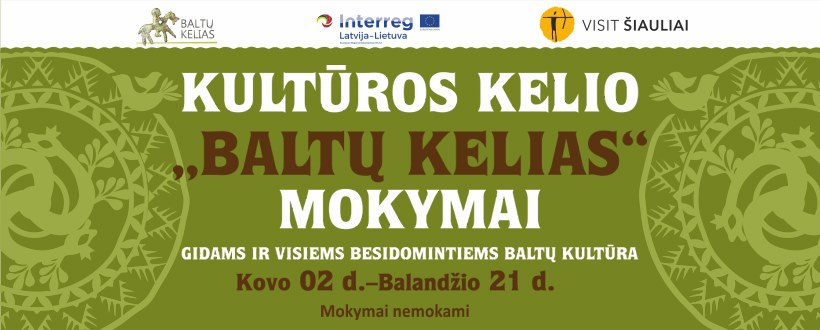 BALTU
KELIAS
Interreg
Latvija–Lietuva
VISIT ŠIAULIAI
KULTŪROS KELIO
„BALTŲ KELIAS“
MOKYMAI
GIDAMS IR VISIEMS BESIDOMINTIEMS BALTŲ KULTŪRA
Kovo 02 d.–Balandžio 21 d.
Mokymai nemokami